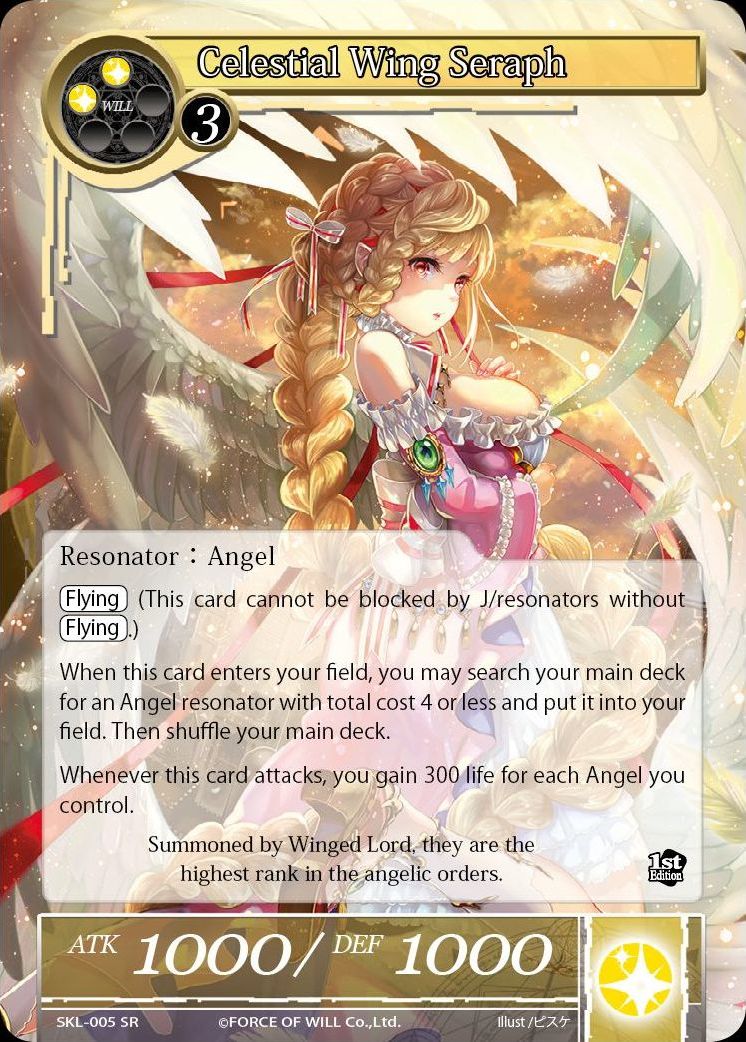 Celestial Wing Seraph
WILL
3
Resonator : Angel
Flying (This card cannot be blocked by J/resonators without
Flying.)
When this card enters your field, you may search your main deck
for an Angel resonator with total cost 4 or less and put it into your
field. Then shuffle your main deck.
Whenever this card attacks, you gain 300 life for each Angel you
control.
Summoned by Winged Lord, they are the
highest rank in the angelic orders.
1st
Edition
ATK 1000/ DEF 1000
SKL-005 SR ©FORCE OF WILL Co.,Ltd. Illust /ピスケ